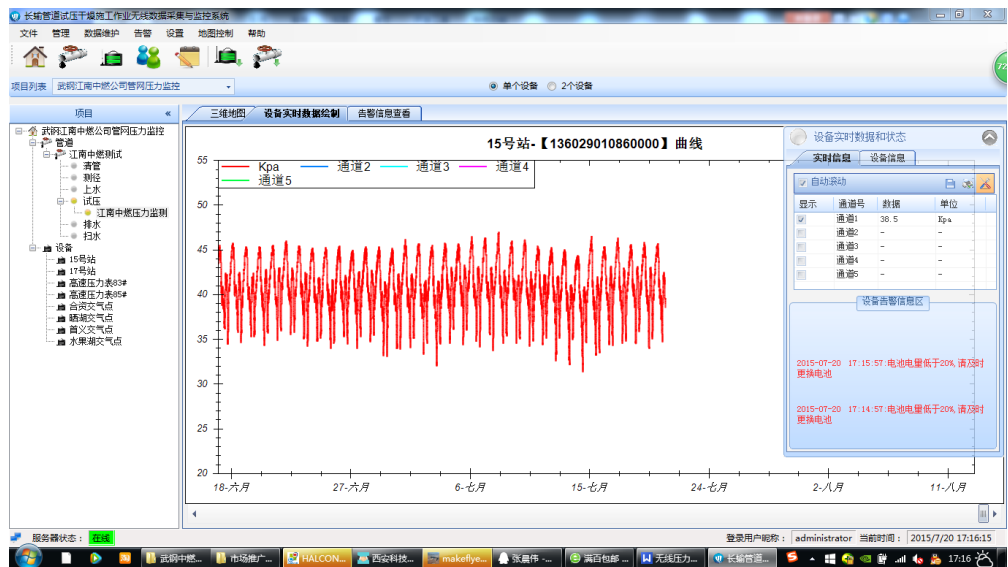 长输管道试压干燥施工作业无线数据采集与监控系统
文件 管理 数据维护 告警 设置 地图控制 帮助
72
项目列表 武钢江南中燃公司管网压力监控
单个设备 2个设备
项目
武钢江南中燃公司管网压力监控
管道
江南中燃测试
清管
测径
上水
试压
江南中燃压力监测
排水
扫水
设备
15号站
17号站
高速压力表83#
高速压力表85#
合资交气点
晒湖交气点
首义交气点
水果湖交气点
三维地图 设备实时数据绘制 告警信息查看
15号站-【136029010860000】曲线
Kpa 通道2 通道3 通道4
通道5
55
50
45
40
35
30
25
20
18-六月 27-六月 6-七月 15-七月 24-七月 2-八月 11-八月
设备实时数据和状态
实时信息 设备信息
自动滚动
显示 通道号 数据 单位
通道1 38.5 Kpa
通道2 - -
通道3 - -
通道4 - -
通道5 - -
设备告警信息区
2015-07-20 17:15:57:电池电量低于20%,请及时
更换电池
2015-07-20 17:14:57:电池电量低于20%,请及时
更换电池
服务器状态： 在线
登录用户昵称： administrator 当前时间： 2015/7/20 17:16:15
武钢中燃... 市场推广... HALCON... 西安科技... makeflye... 张晨伟 -... 满百包邮 ... 无线压力... 长输管道... 17:16